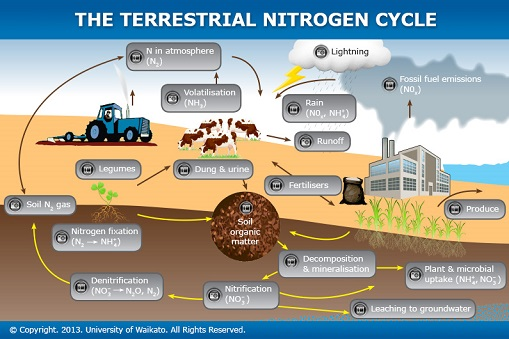 THE TERRESTRIAL NITROGEN CYCLE
N in atmosphere
(N₂)
Lightning
Volatilisation
(NH₃)
Fossil fuel emissions
(N0ₓ)
Rain
(N0ₓ, NH₄⁺)
Runoff
Legumes
Dung & urine
Fertilisers
Soil N₂ gas
Produce
Soil
organic
matter
Nitrogen fixation
(N₂ → NH₄⁺)
Decomposition
& mineralisation
Plant & microbial
uptake (NH₄⁺, NO₃⁻)
Denitrification
(NO₃⁻ → N₂O, N₂)
Nitrification
(NO₃⁻)
Leaching to groundwater
© Copyright. 2013. University of Waikato. All Rights Reserved.